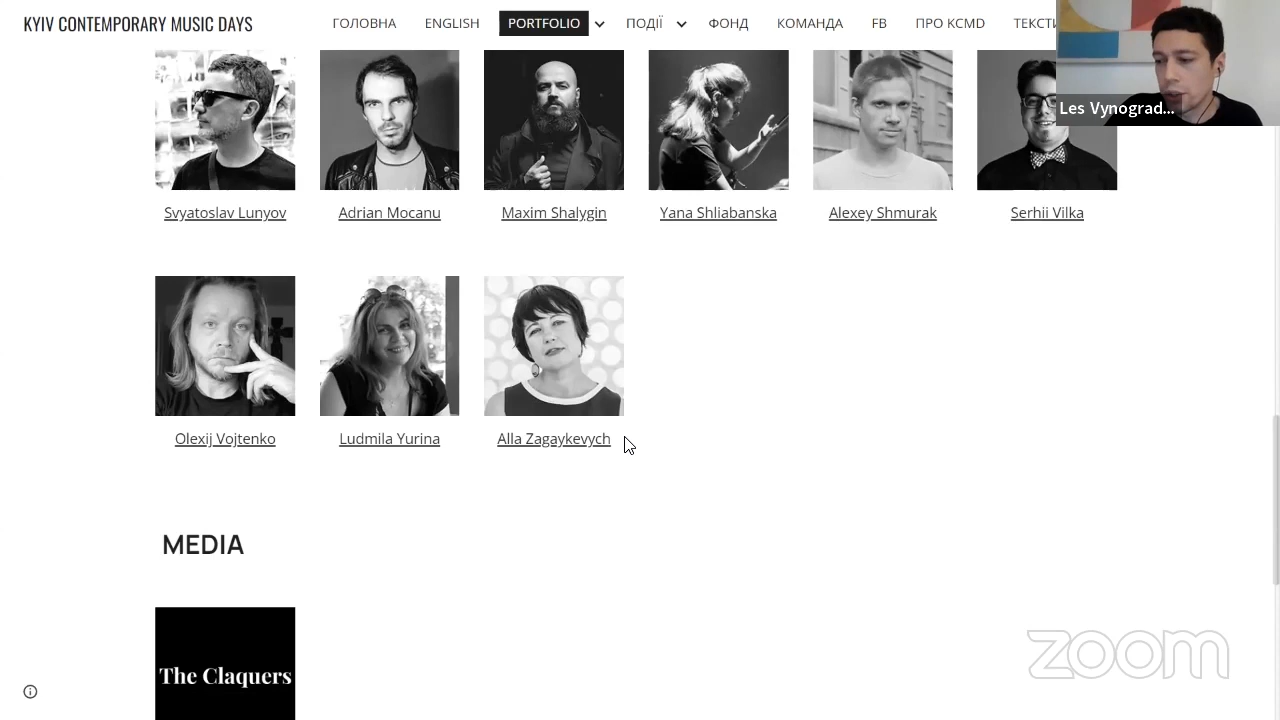 KYIV CONTEMPORARY MUSIC DAYS
ГОЛОВНА ENGLISH PORTFOLIO ПОДІЇ ФОНД КОМАНДА FB ПРО KCMD ТЕКСТИ
Les Vynograd...
Svyatoslav Lunyov Adrian Mocanu Maxim Shalygin Yana Shliabanska Alexey Shmurak Serhii Vilka
Olexij Vojtenko Ludmila Yurina Alla Zagaykevych
MEDIA
The Claquers
zoom